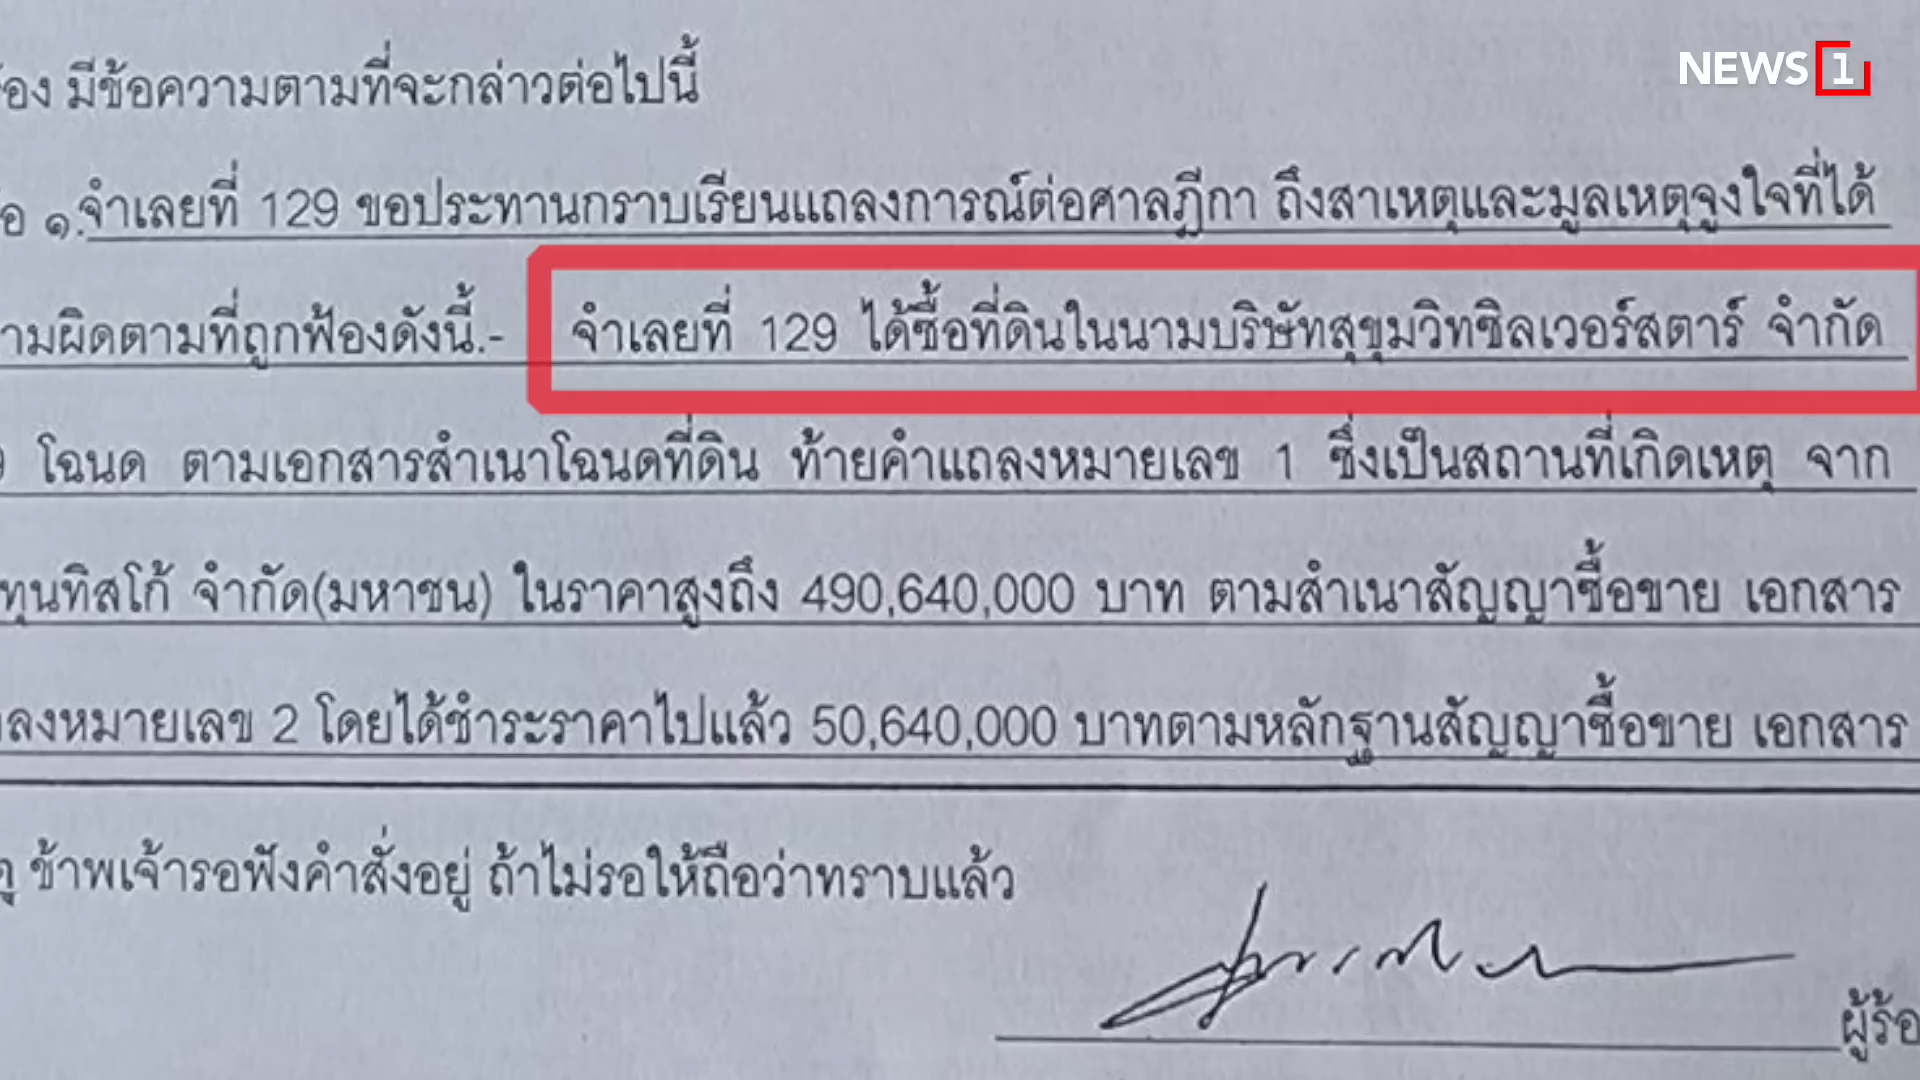 NEWS 1
อง มีข้อความตามที่จะกล่าวต่อไปนี้
อ ๑.จำเลยที่ 129 ขอประทานกราบเรียนแถลงการณ์ต่อศาลฎีกา ถึงสาเหตุและมูลเหตุจูงใจที่ได้
ามผิดตามที่ถูกฟ้องดังนี้.- จำเลยที่ 129 ได้ซื้อที่ดินในนามบริษัทสุขุมวิทซิลเวอร์สตาร์ จำกัด
โฉนด ตามเอกสารสำเนาโฉนดที่ดิน ท้ายคำแถลงหมายเลข 1 ซึ่งเป็นสถานที่เกิดเหตุ จาก
ทุนทิสโก้ จำกัด(มหาชน) ในราคาสูงถึง 490,640,000 บาท ตามสำเนาสัญญาซื้อขาย เอกสาร
ลงหมายเลข 2 โดยได้ชำระราคาไปแล้ว 50,640,000 บาทตามหลักฐานสัญญาซื้อขาย เอกสาร
ข้าพเจ้ารอฟังคำสั่งอยู่ ถ้าไม่รอให้ถือว่าทราบแล้ว
ผู้ร้อ